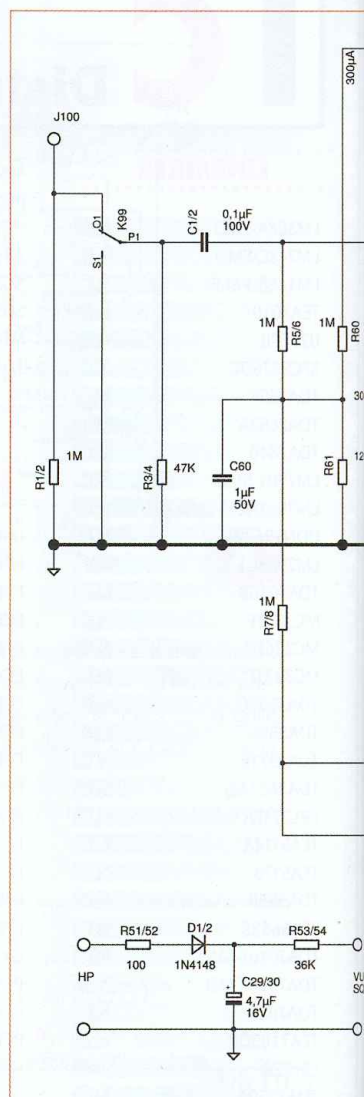 300µA
J100
O1
K99
P1
S1
C1/2
0,1µF
100V
1M
R5/6
1M
R60
30
1M
R1/2
47K
R3/4
C60
1µF
50V
R61
12
1M
R7/8
R51/52
100
D1/2
1N4148
R53/54
36K
HP
C29/30
4,7µF
16V
VU
SO